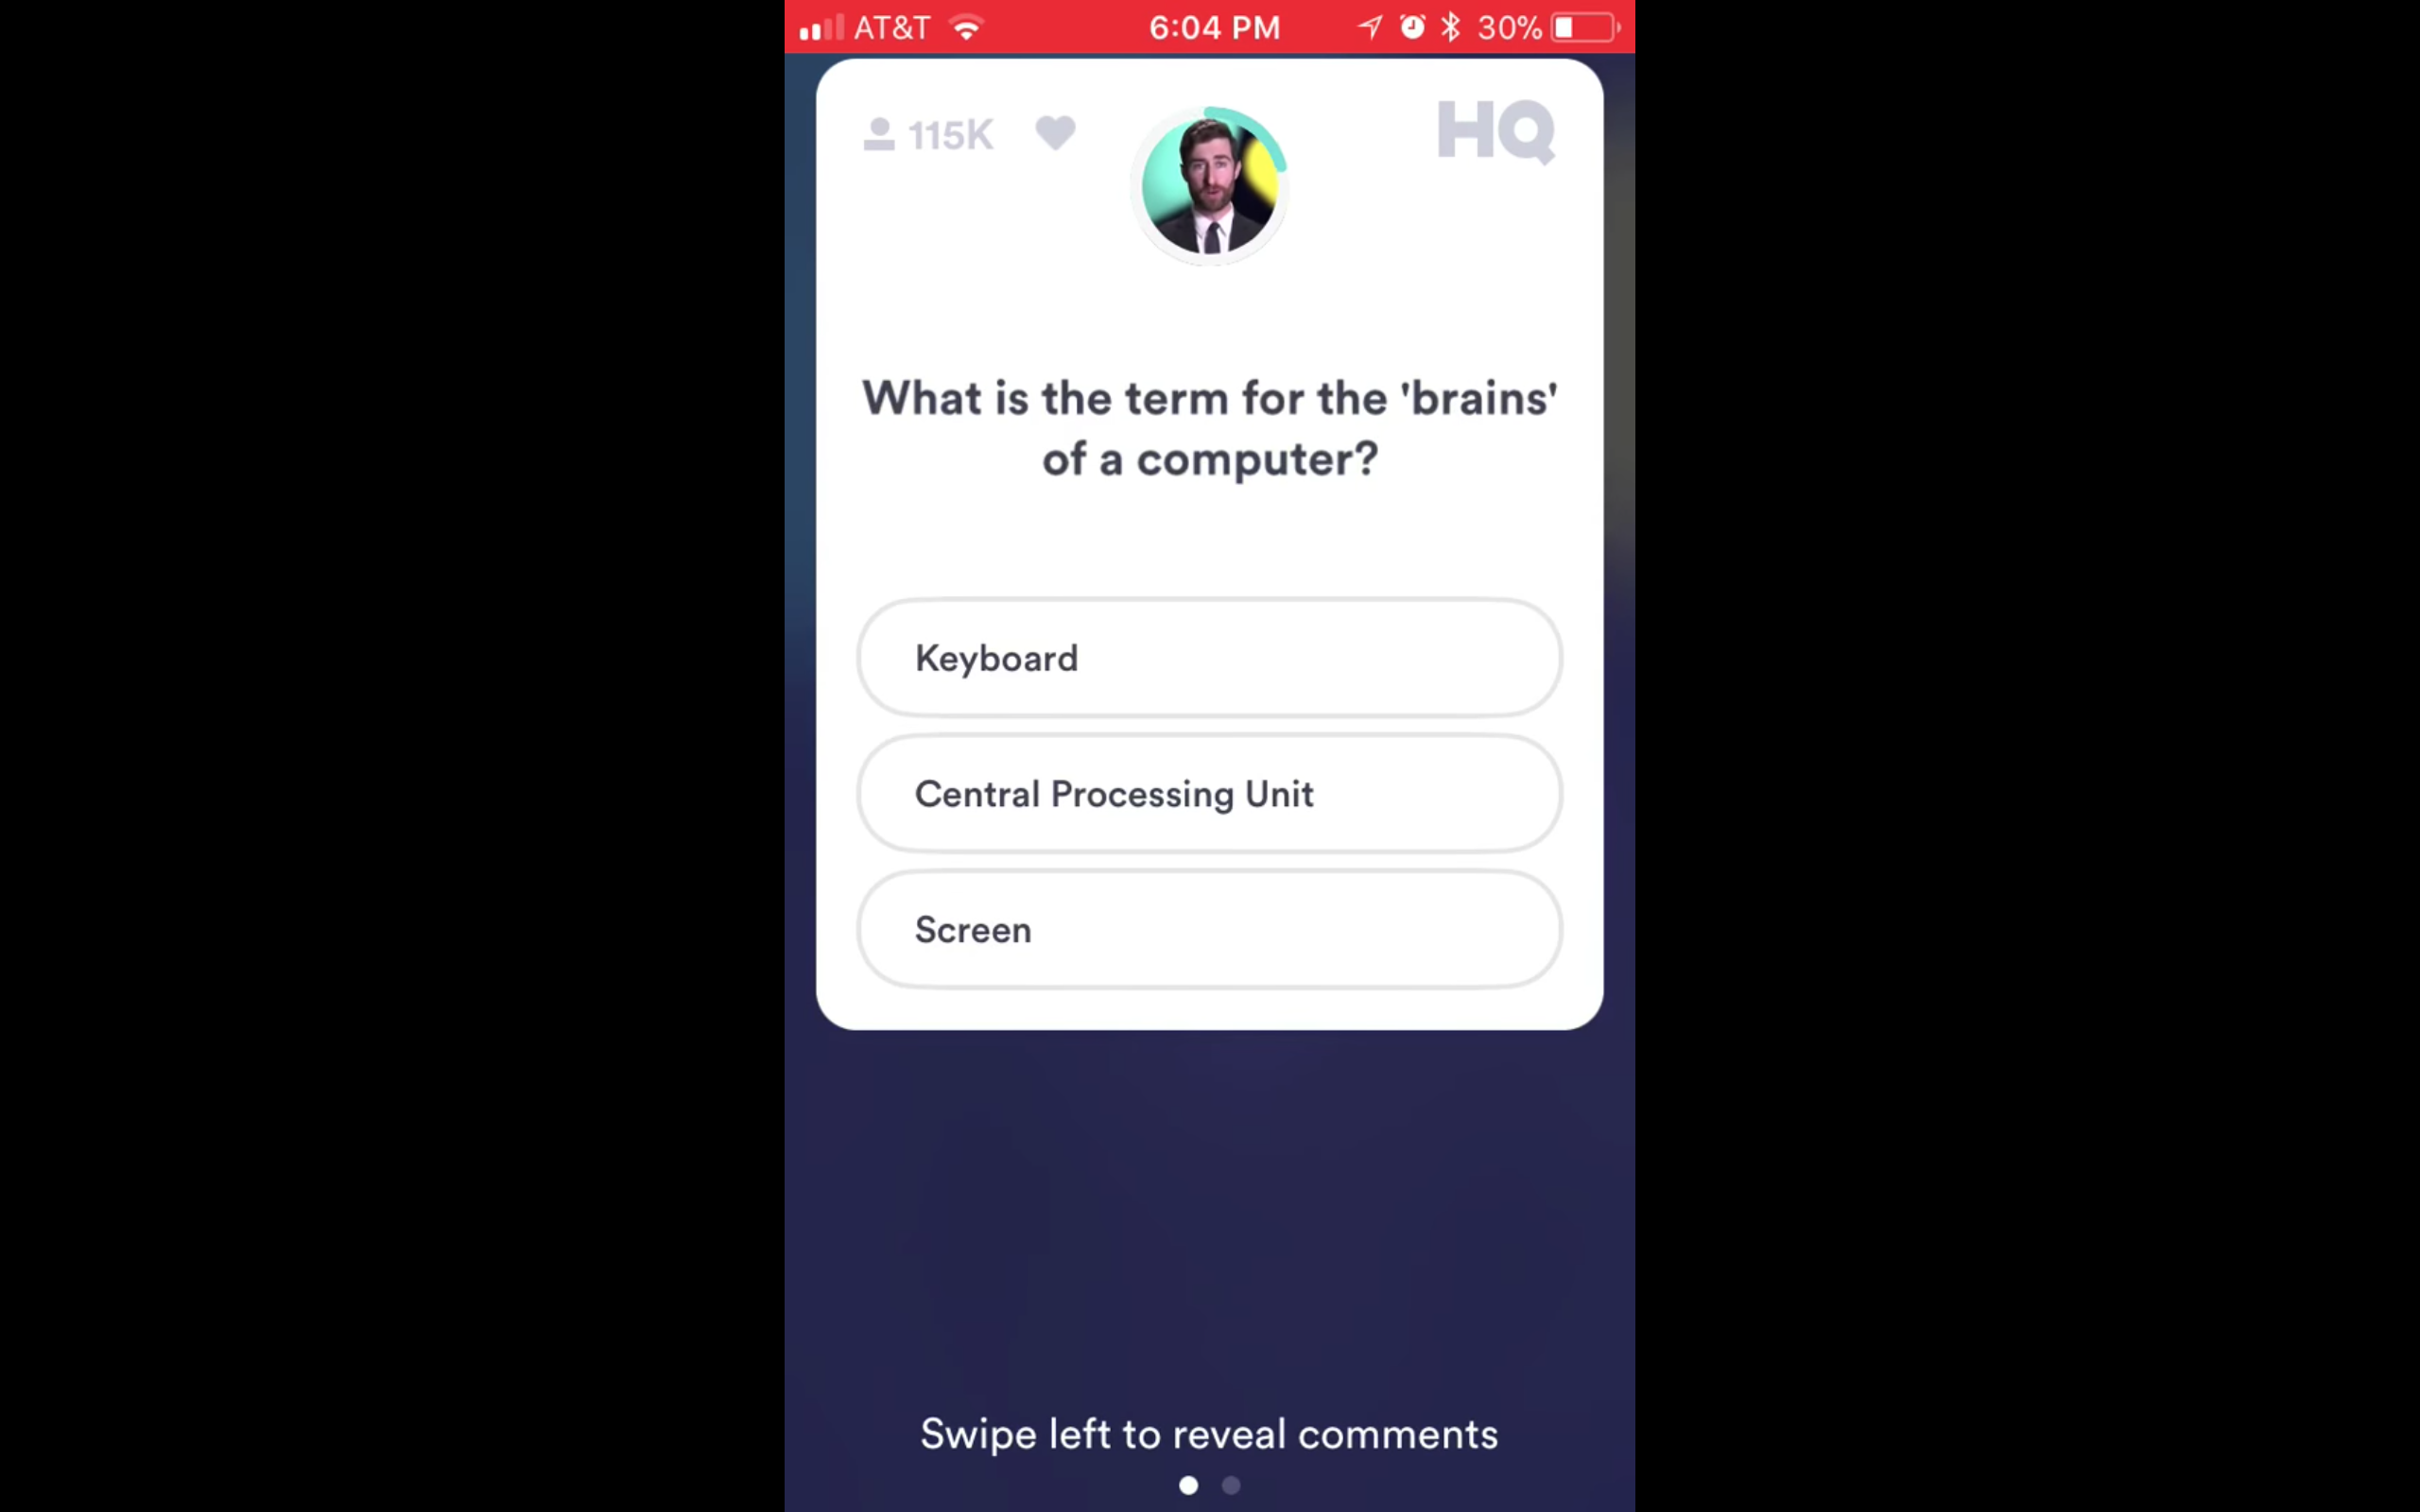 AT&T 6:04 PM 30%
115K HQ
What is the term for the 'brains'
of a computer?
Keyboard
Central Processing Unit
Screen
Swipe left to reveal comments